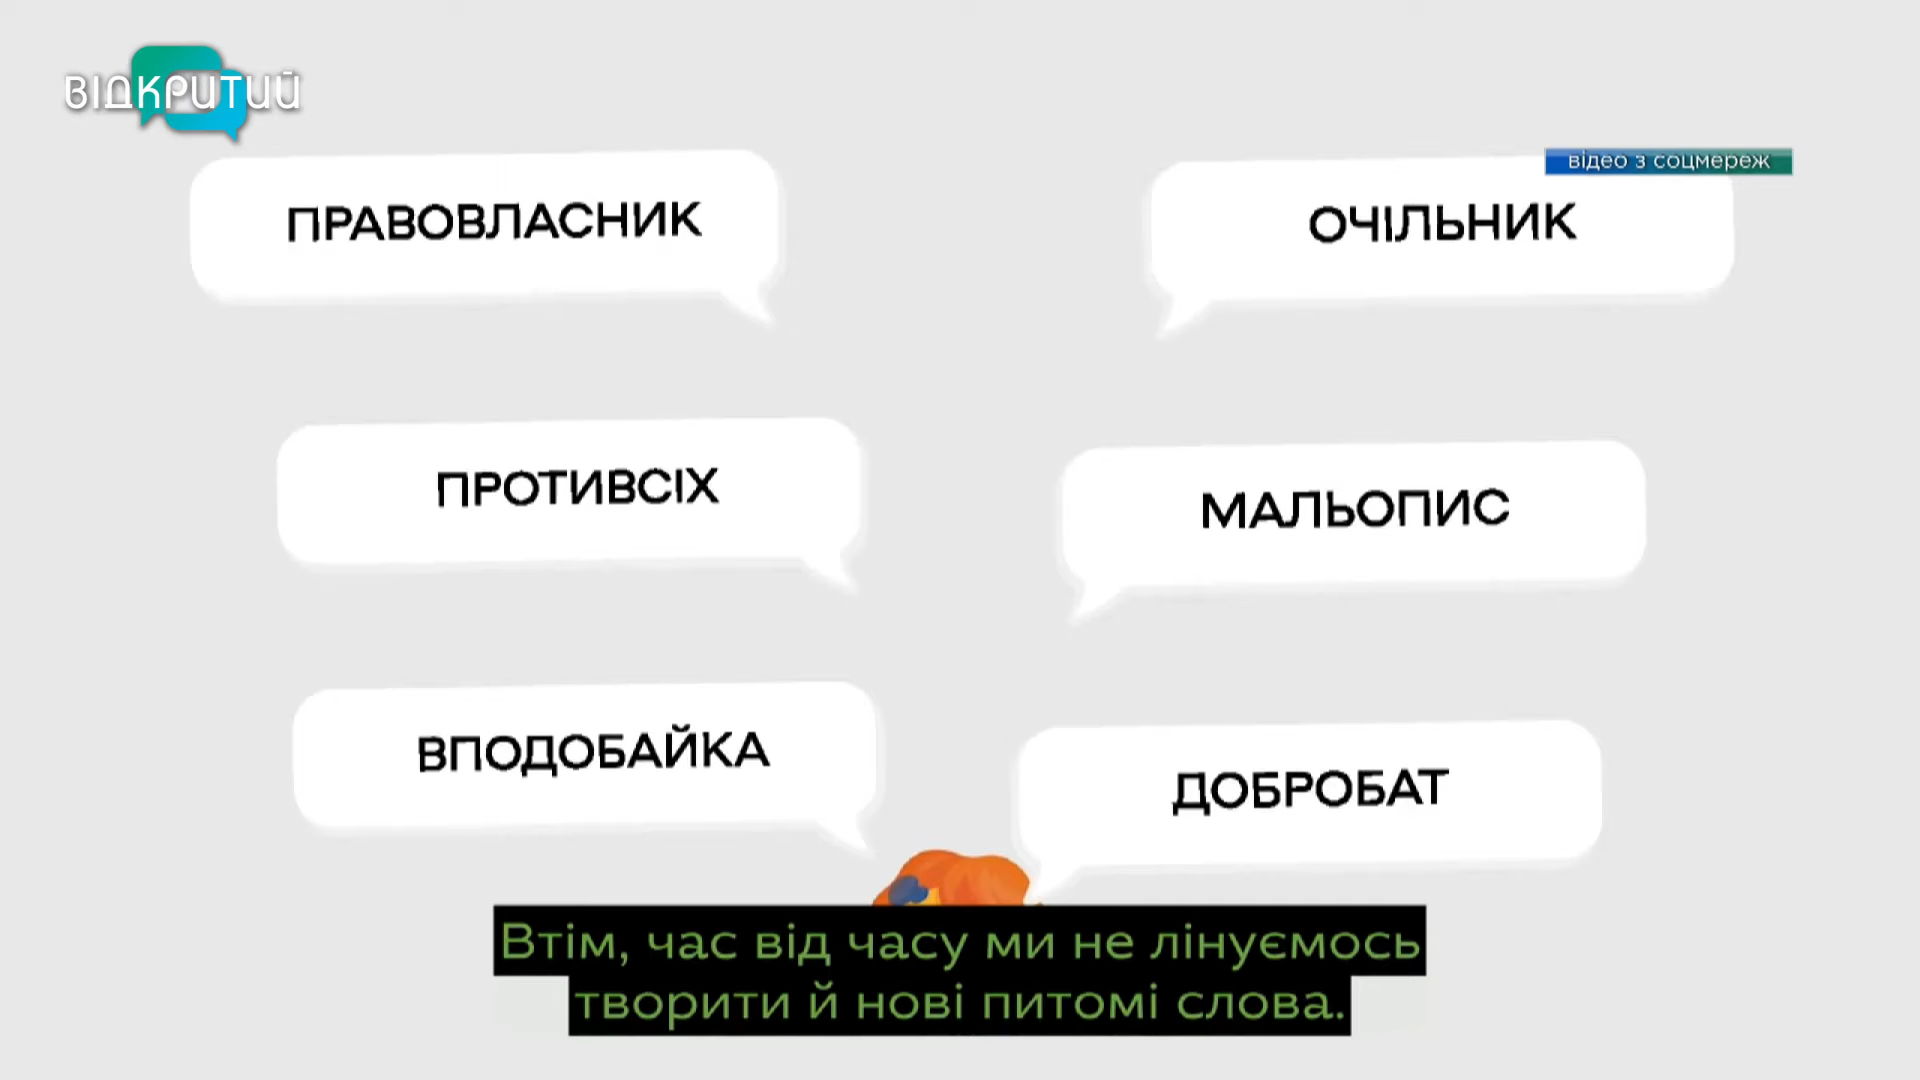 ВІДКРИТИЙ
відео з соцмереж
ПРАВОВЛАСНИК
ОЧІЛЬНИК
ПРОТИВСІХ
МАЛЬОПИС
ВПОДОБАЙКА
ДОБРОБАТ
Втім, час від часу ми не лінуємось
творити й нові питомі слова.